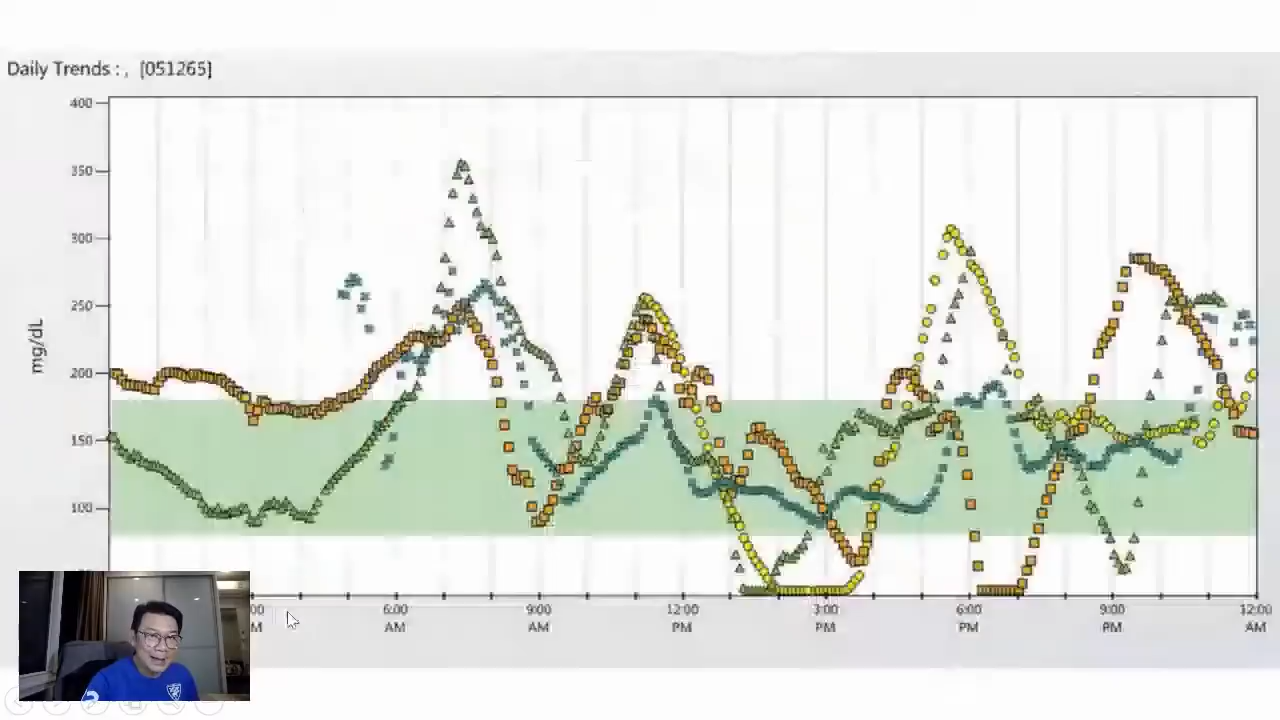 Daily Trends : , [051265]
400
350
300
250
200
150
100
mg/dL
6:00 9:00 12:00 3:00 6:00 9:00 12:00
AM AM PM PM PM PM AM